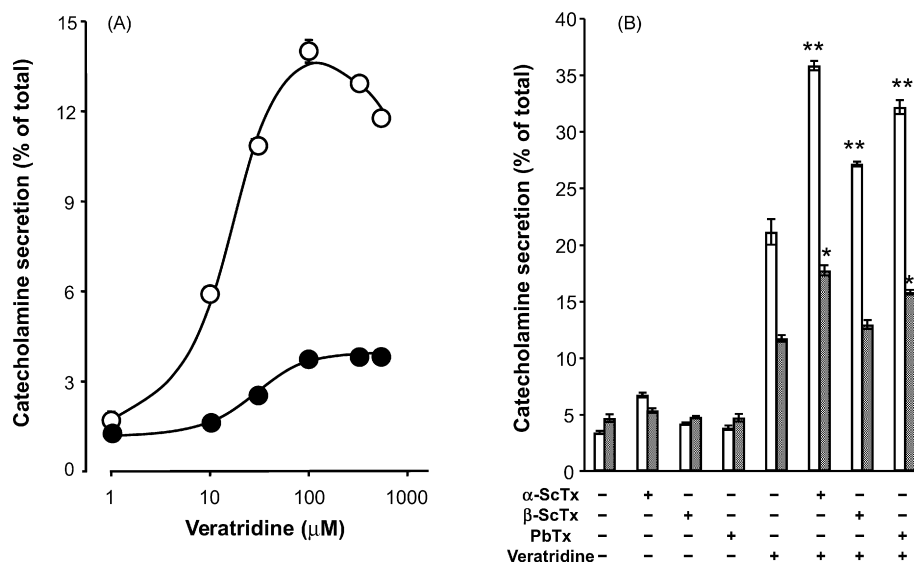 (A)
Catecholamine secretion (% of total)
15
12
9
6
3
0
1 10 100 1000
Veratridine (μM)
(B)
Catecholamine secretion (% of total)
40
35
30
25
20
15
10
5
0
** ** **
* *
α-ScTx – + – – – + – –
β-ScTx – – + – – – + –
PbTx – – – + – – – +
Veratridine – – – – + + + +